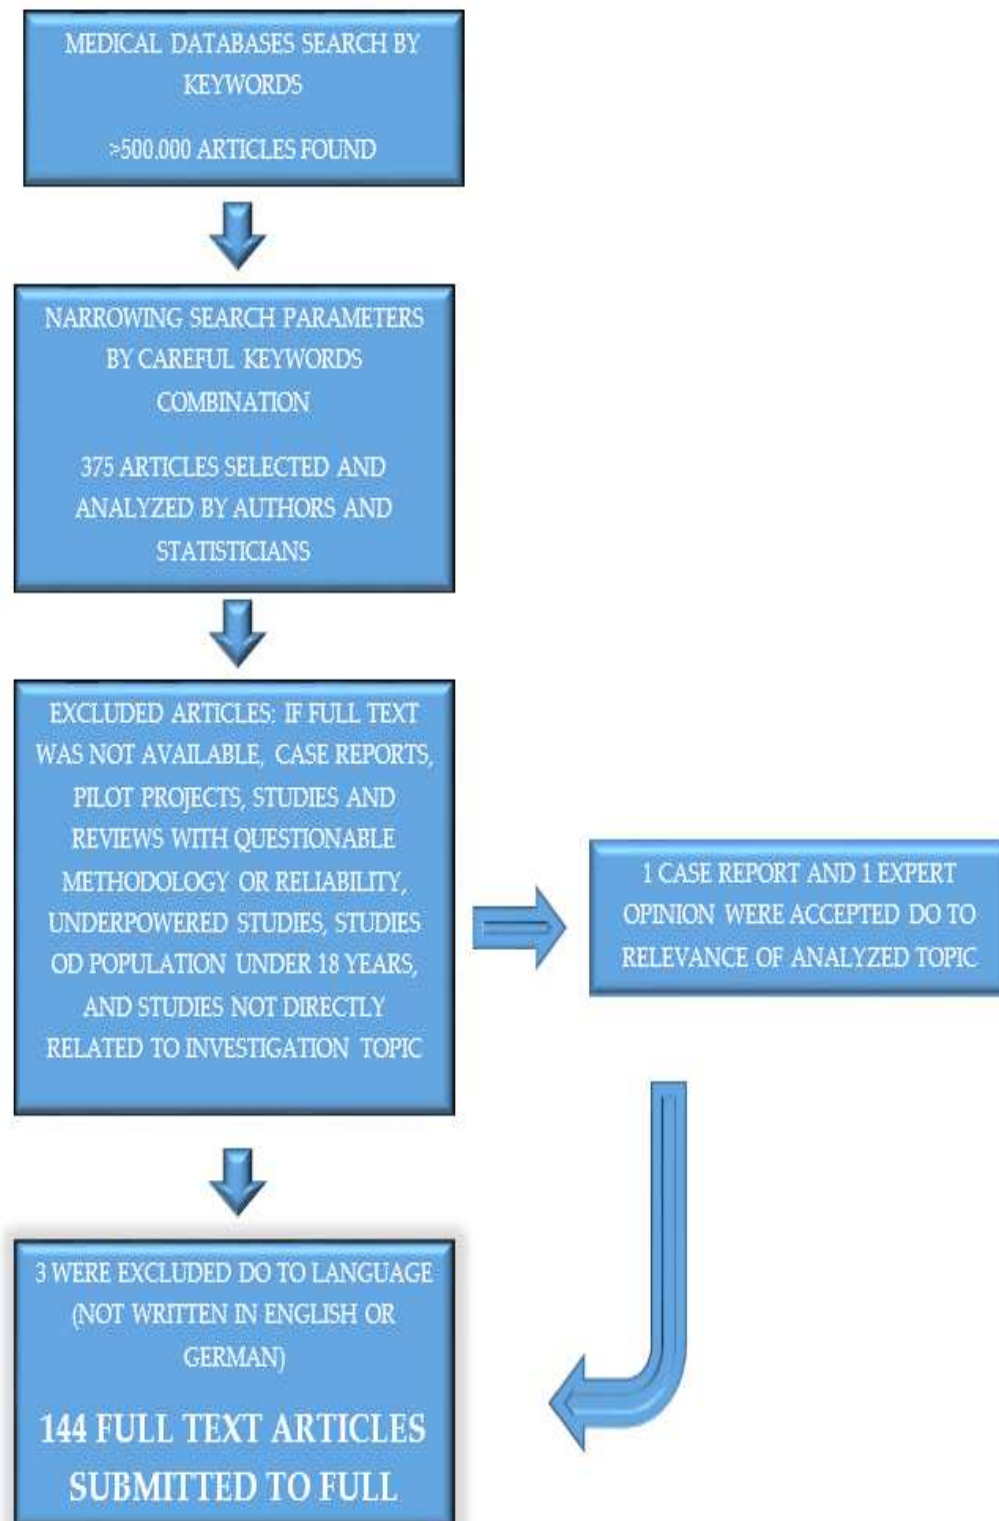 MEDICAL DATABASES SEARCH BY
KEYWORDS
>500.000 ARTICLES FOUND
NARROWING SEARCH PARAMETERS
BY CAREFUL KEYWORDS
COMBINATION
375 ARTICLES SELECTED AND
ANALYZED BY AUTHORS AND
STATISTICIANS
EXCLUDED ARTICLES: IF FULL TEXT
WAS NOT AVAILABLE, CASE REPORTS,
PILOT PROJECTS, STUDIES AND
REVIEWS WITH QUESTIONABLE
METHODOLOGY OR RELIABILITY,
UNDERPOWERED STUDIES, STUDIES
OD POPULATION UNDER 18 YEARS,
AND STUDIES NOT DIRECTLY
RELATED TO INVESTIGATION TOPIC
1 CASE REPORT AND 1 EXPERT
OPINION WERE ACCEPTED DO TO
RELEVANCE OF ANALYZED TOPIC
3 WERE EXCLUDED DO TO LANGUAGE
(NOT WRITTEN IN ENGLISH OR
GERMAN)
144 FULL TEXT ARTICLES
SUBMITTED TO FULL